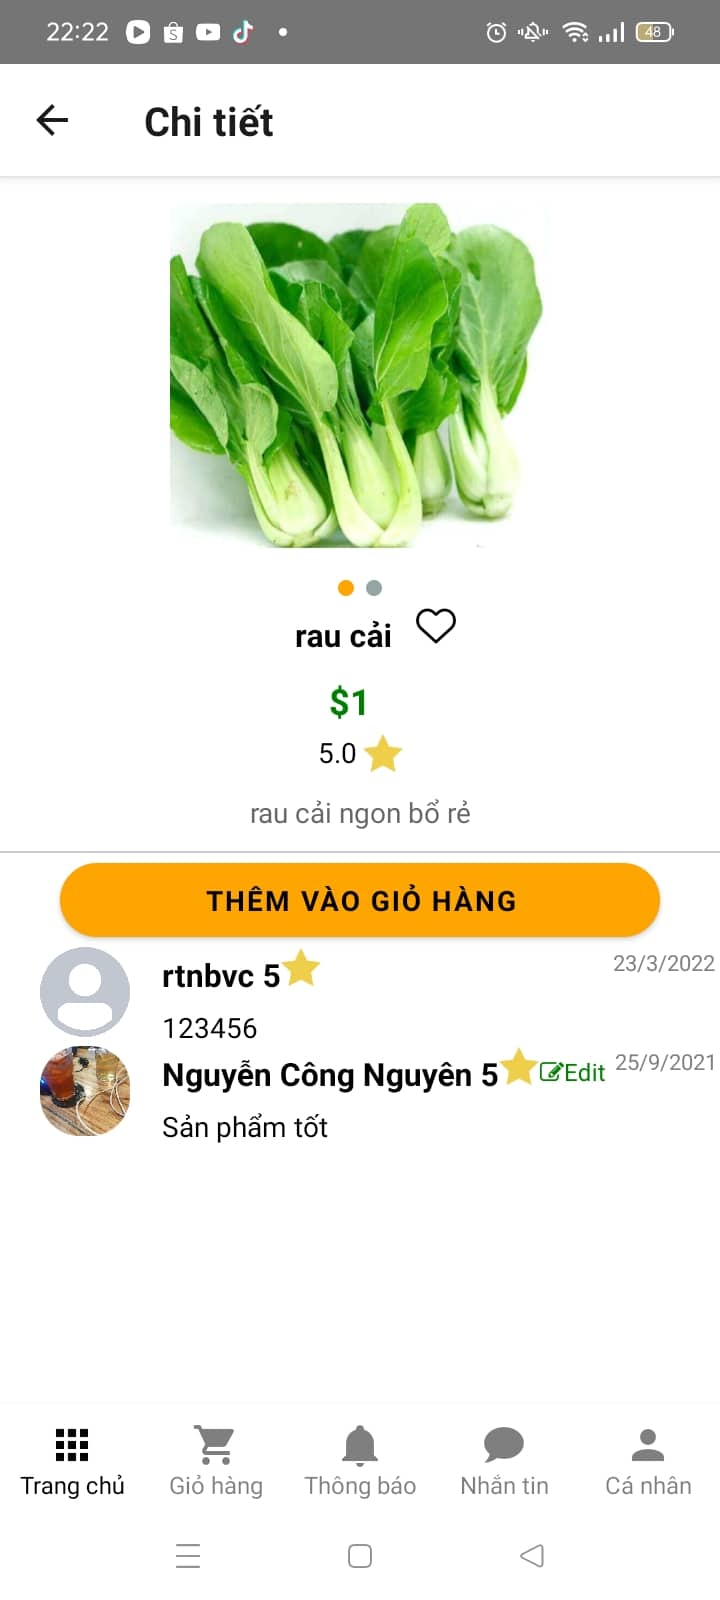 22:22
48
Chi tiết
rau cải
$1
5.0
rau cải ngon bổ rẻ
THÊM VÀO GIỎ HÀNG
rtnbvc 5 23/3/2022
123456
Nguyễn Công Nguyên 5 Edit 25/9/2021
Sản phẩm tốt
Trang chủ Giỏ hàng Thông báo Nhắn tin Cá nhân